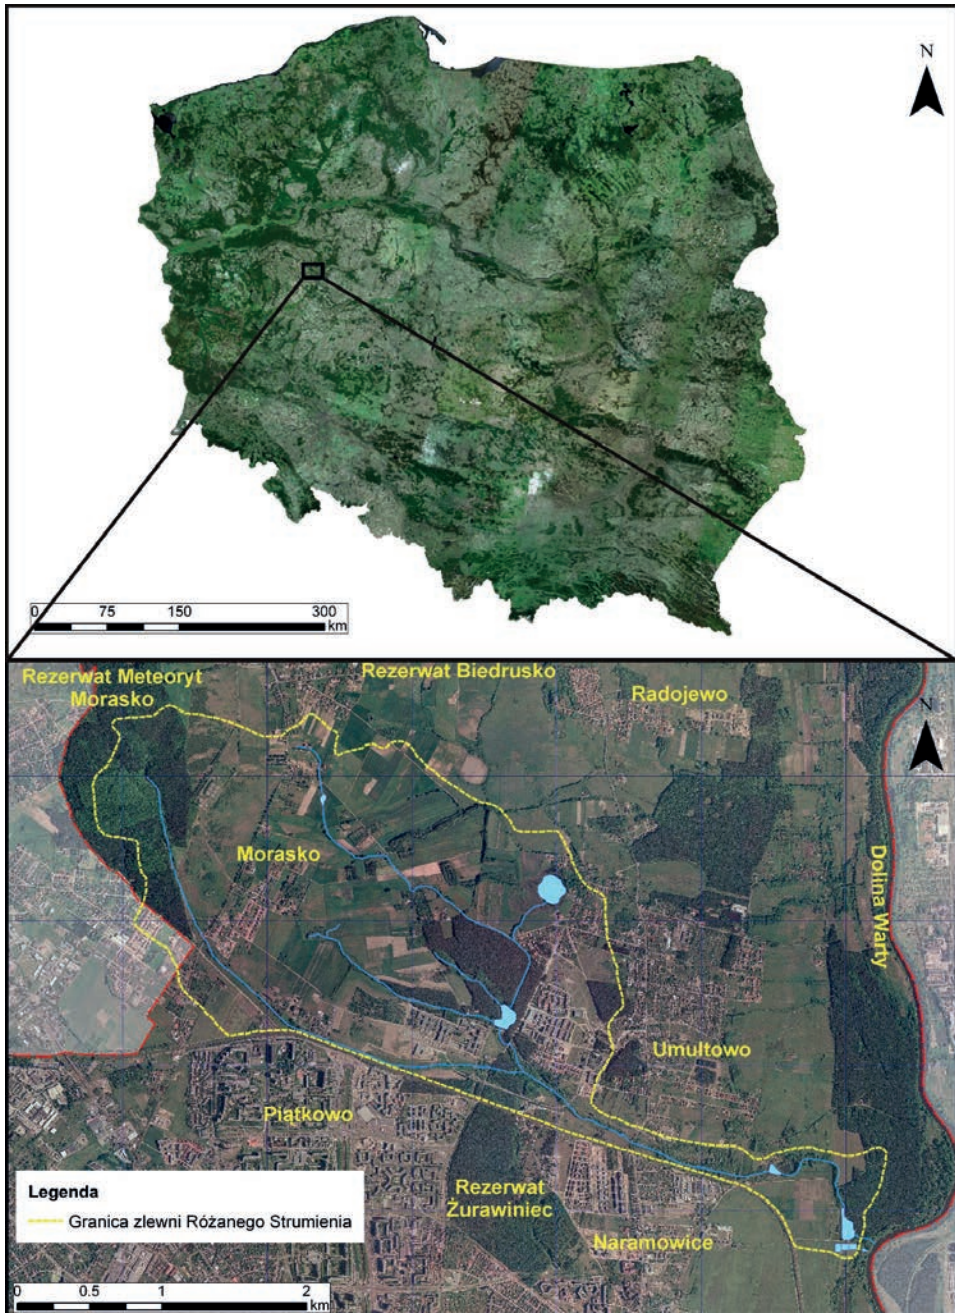 N
0 75 150 300
km
Rezerwat Meteoryt
Morasko
Rezerwat Biedrusko
Radojewo
N
Morasko
Dolina Warty
Umultowo
Piątkowo
Rezerwat
Żurawiniec
Naramowice
Legenda
Granica zlewni Różanego Strumienia
0 0.5 1 2
km